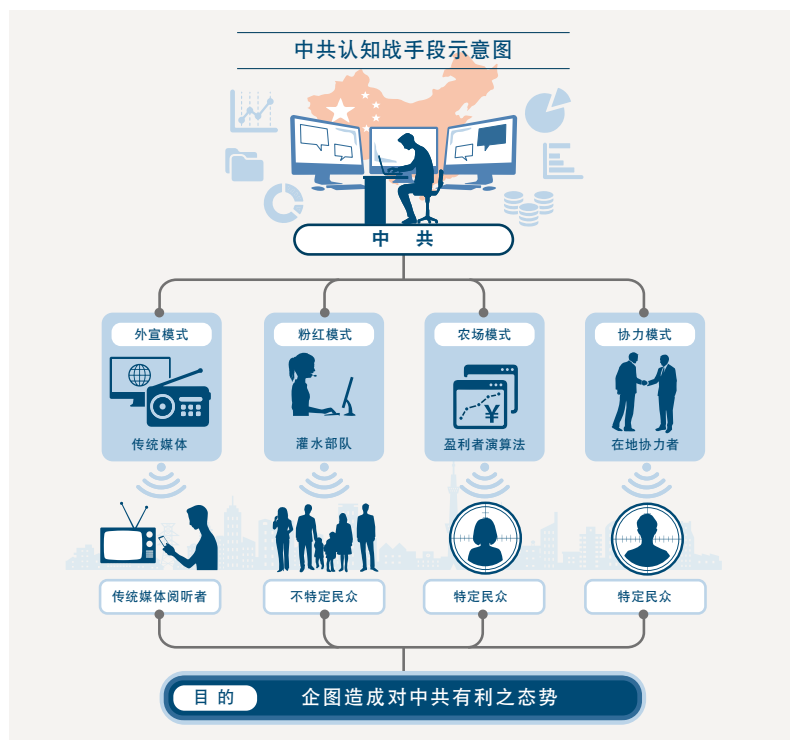 中共认知战手段示意图
中 共
外宣模式
粉红模式
农场模式
协力模式
¥
传统媒体
灌水部队
盈利者演算法
在地协力者
传统媒体阅听者
不特定民众
特定民众
特定民众
目的
企图造成对中共有利之态势